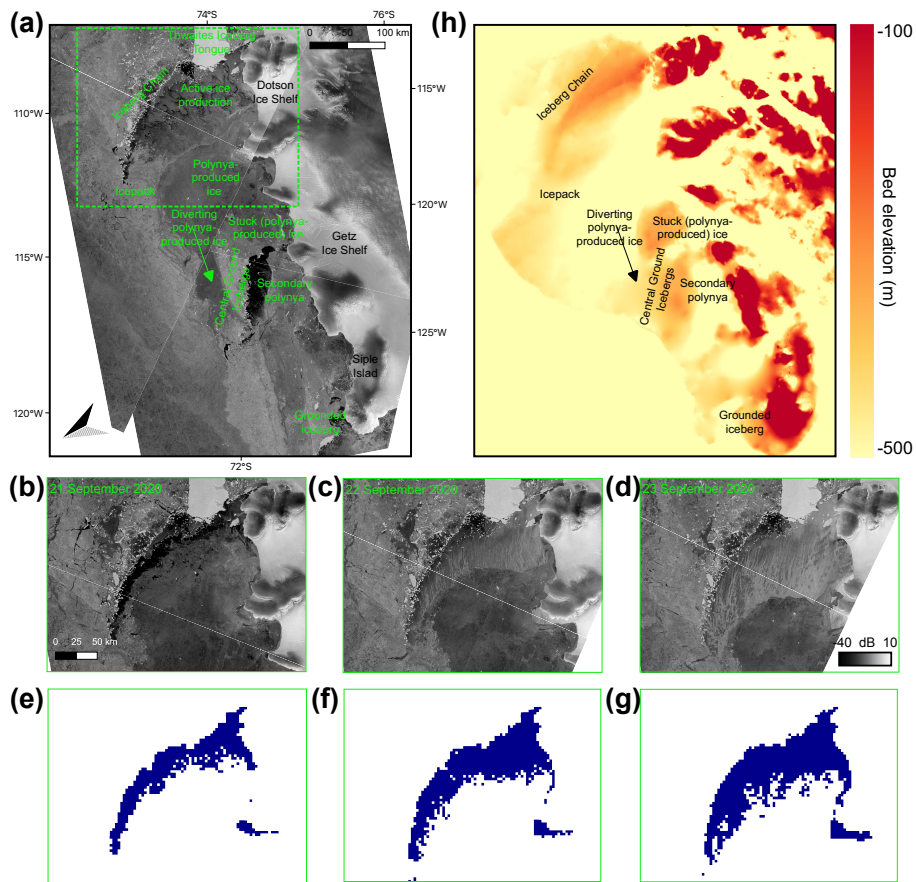 (a)
74°S
76°S
0 50 100 km
Thwaites Iceberg
Tongue
Dotson
Ice Shelf
Active ice
production
Iceberg Chain
110°W
115°W
Polynya-
produced
ice
Icepack
120°W
Diverting
polynya-
produced ice
Stuck (polynya-
produced) ice
Getz
Ice Shelf
115°W
Secondary
polynya
125°W
Siple
Islad
120°W
Grounded
iceberg
72°S
(h)
Iceberg Chain
Icepack
Diverting
polynya-
produced ice
Stuck (polynya-
produced) ice
Central Ground
Icebergs
Secondary
polynya
Grounded
iceberg
-100
Bed elevation (m)
-500
(b)
21 September 2020
0 25 50 km
(c)
22 September 2020
(d)
23 September 2020
-40 dB 10
(e)
(f)
(g)